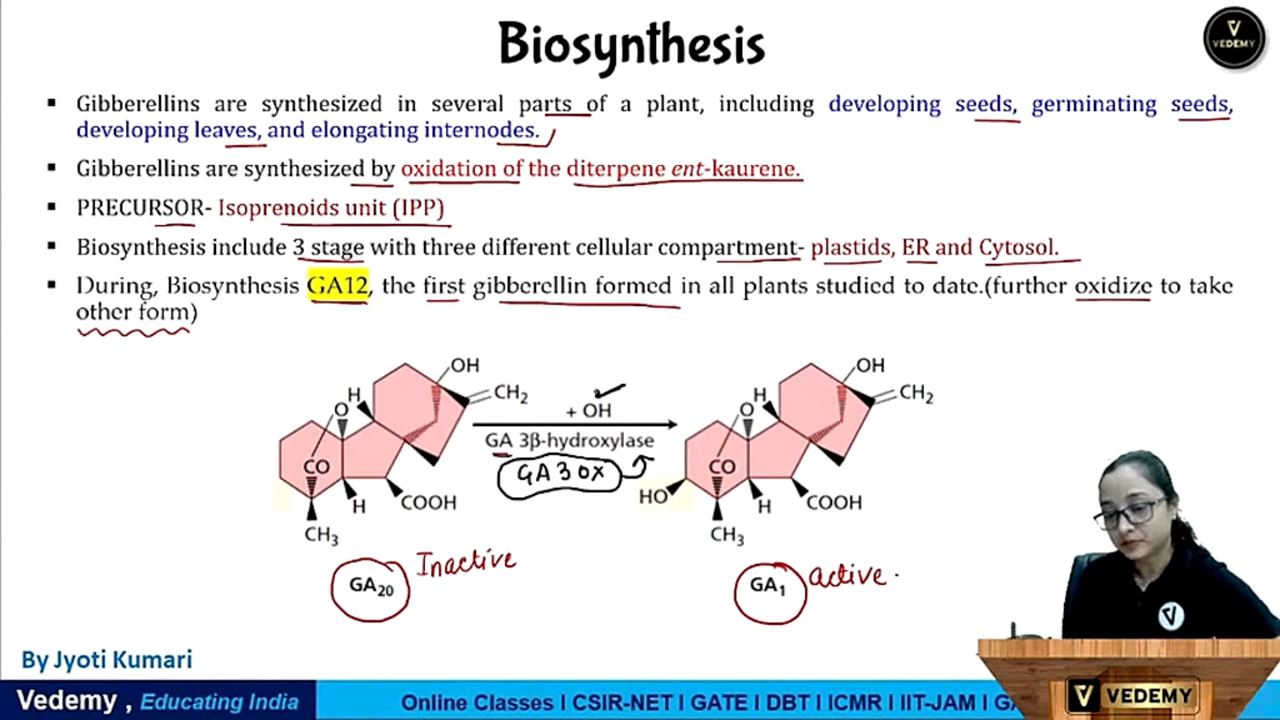 Biosynthesis
VEDEMY
▪ Gibberellins are synthesized in several parts of a plant, including developing seeds, germinating seeds,
developing leaves, and elongating internodes.
▪ Gibberellins are synthesized by oxidation of the diterpene ent-kaurene.
▪ PRECURSOR- Isoprenoids unit (IPP)
▪ Biosynthesis include 3 stage with three different cellular compartment- plastids, ER and Cytosol.
▪ During, Biosynthesis GA12, the first gibberellin formed in all plants studied to date.(further oxidize to take
other form)
OH
H
O
CH2
CO
H
COOH
CH3
GA20
Inactive
+ OH
GA 3β-hydroxylase
GA3OX
OH
H
O
CH2
CO
HO
H
COOH
CH3
GA1
active.
By Jyoti Kumari
Vedemy , Educating India
Online Classes I CSIR-NET I GATE I DBT I ICMR I IIT-JAM I GA
VEDEMY